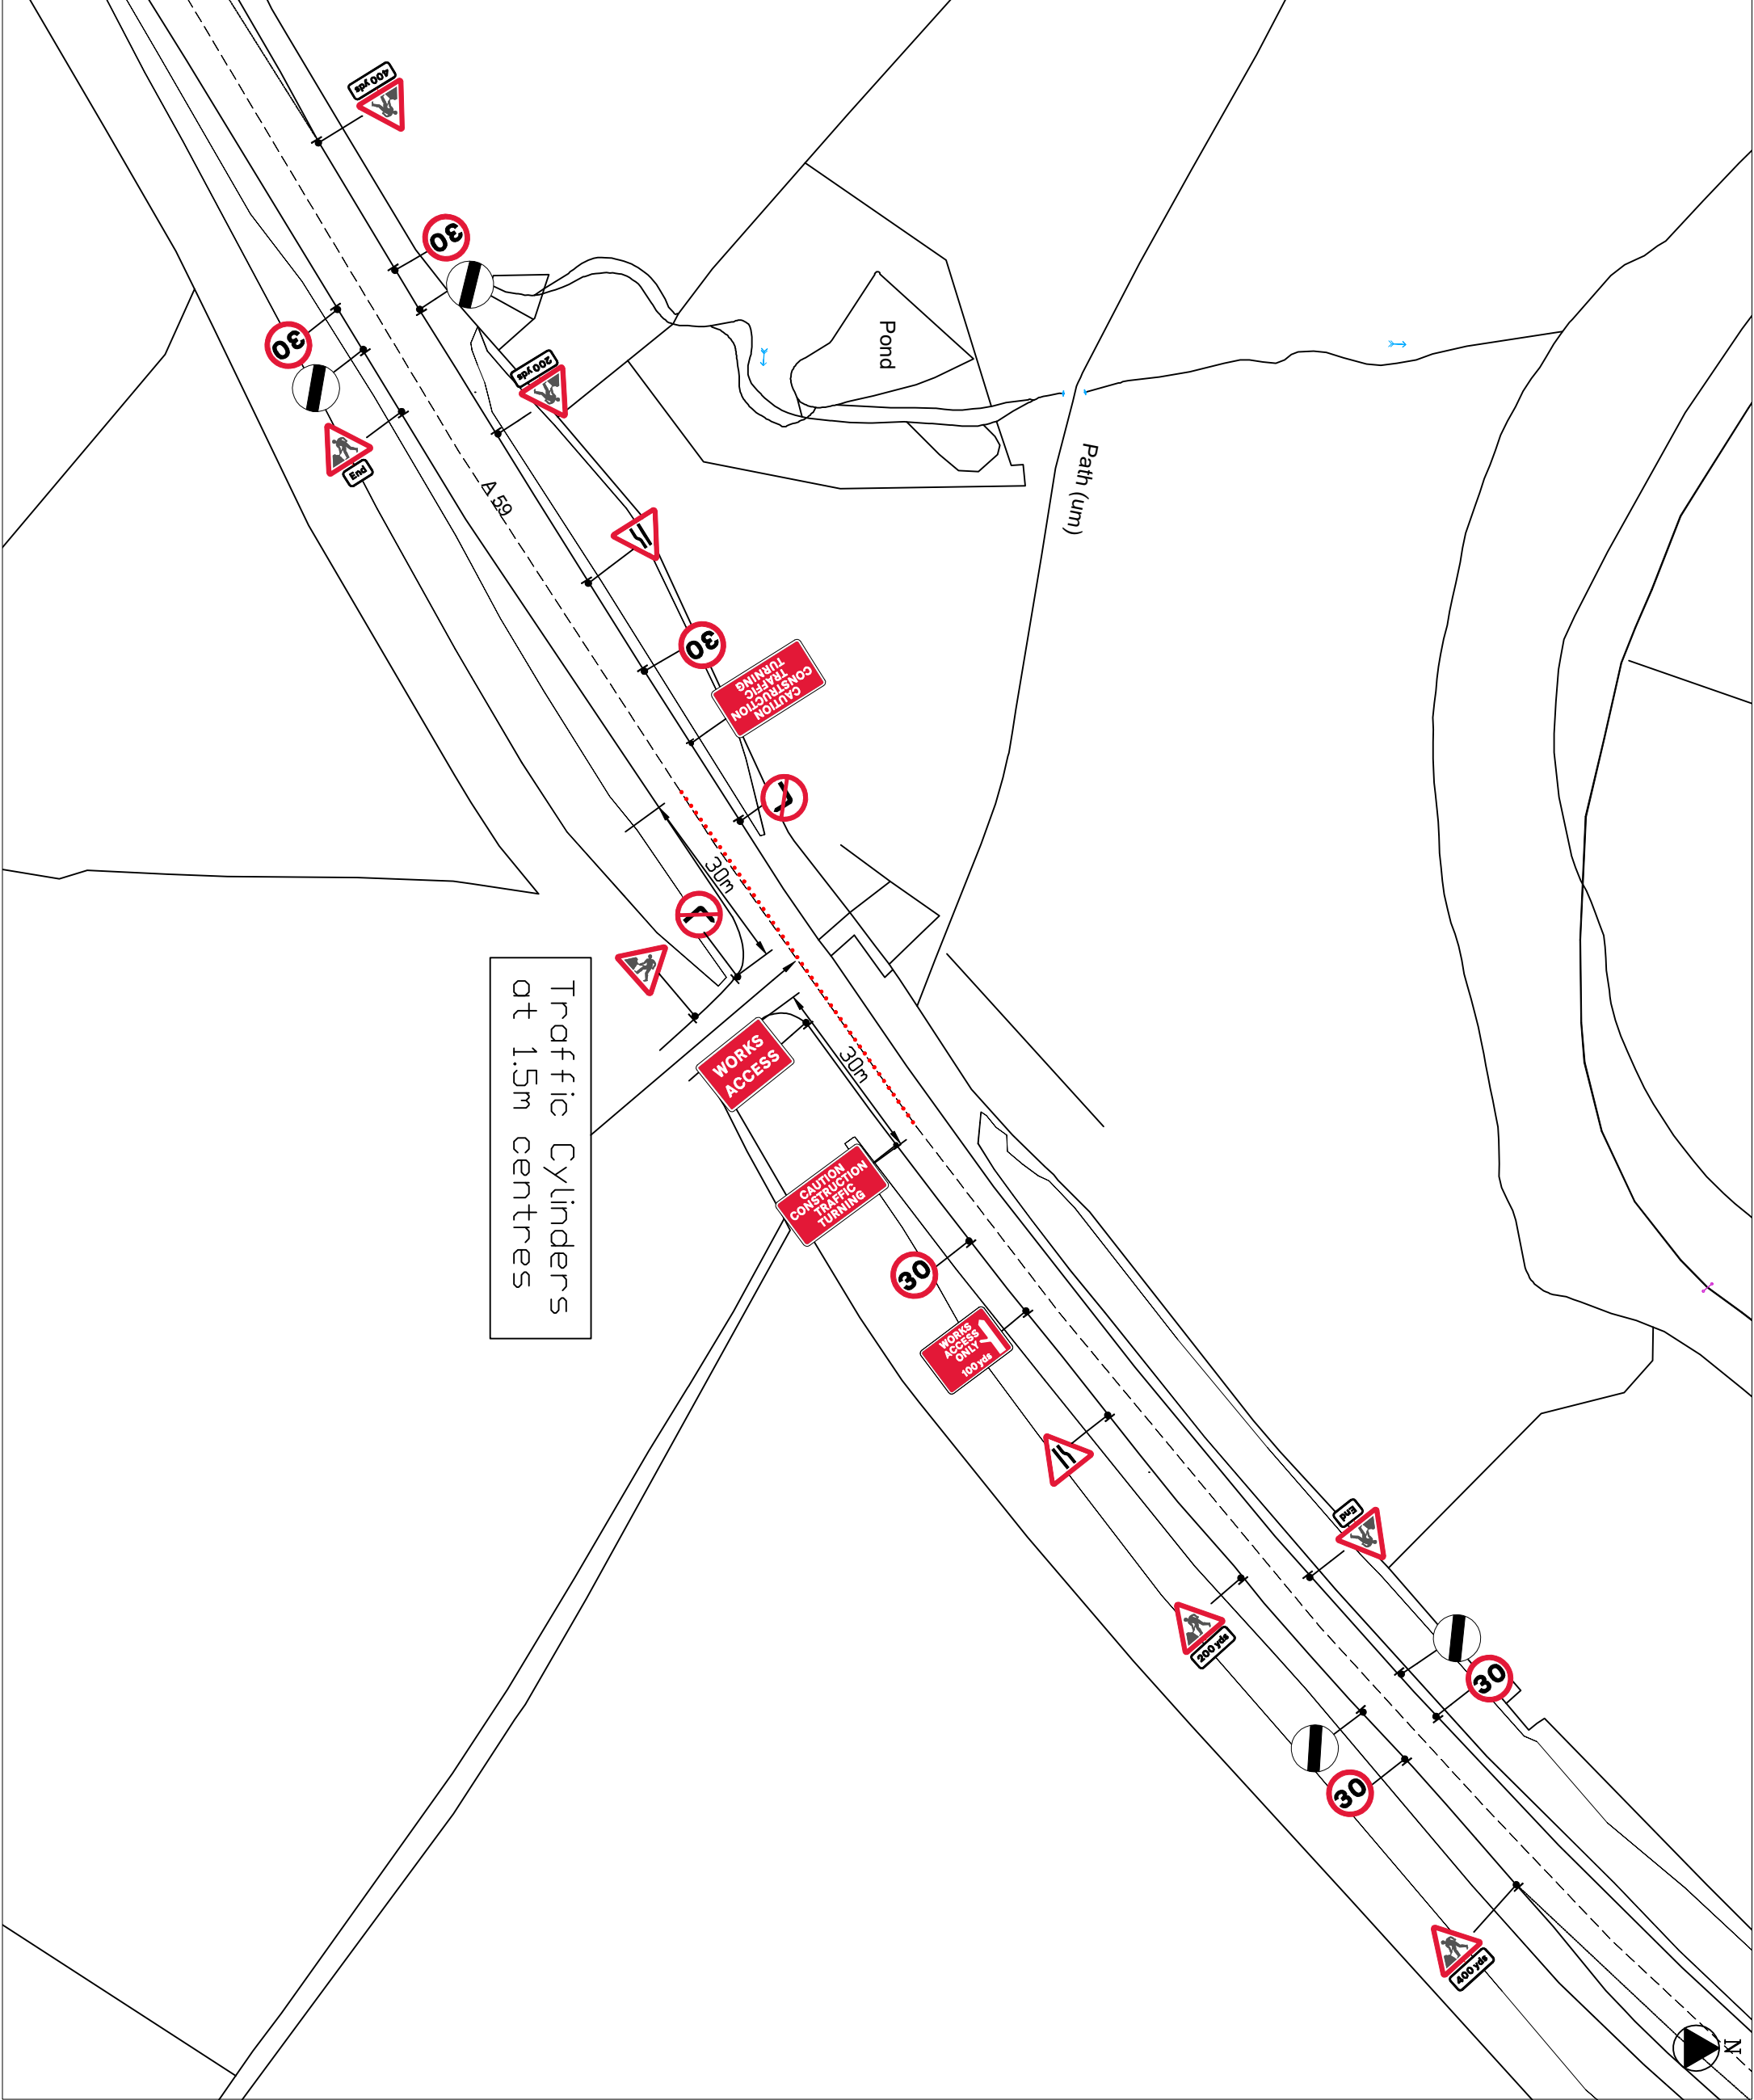 400 yds
30
30
200 yds
End
Pond
Path (um)
A 59
30
CAUTION
CONSTRUCTION
TRAFFIC
TURNING
30m
30m
WORKS
ACCESS
Traffic Cylinders
at 1.5m centres
CAUTION
CONSTRUCTION
TRAFFIC
TURNING
30
WORKS
ACCESS
ONLY
100 yds
End
200 yds
30
30
400 yds
N